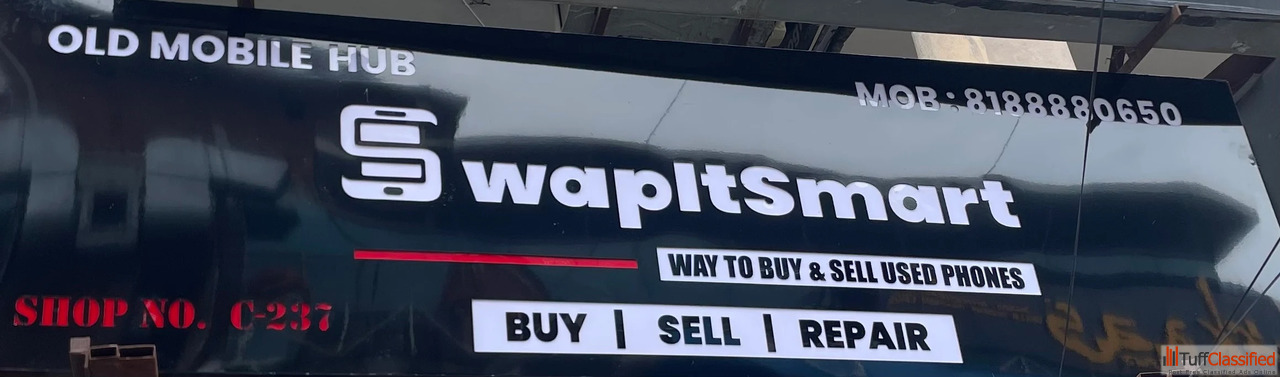 OLD MOBILE HUB
MOB : 8188880650
SwapItSmart
WAY TO BUY & SELL USED PHONES
SHOP NO. C-237
BUY | SELL | REPAIR
TuffClassified